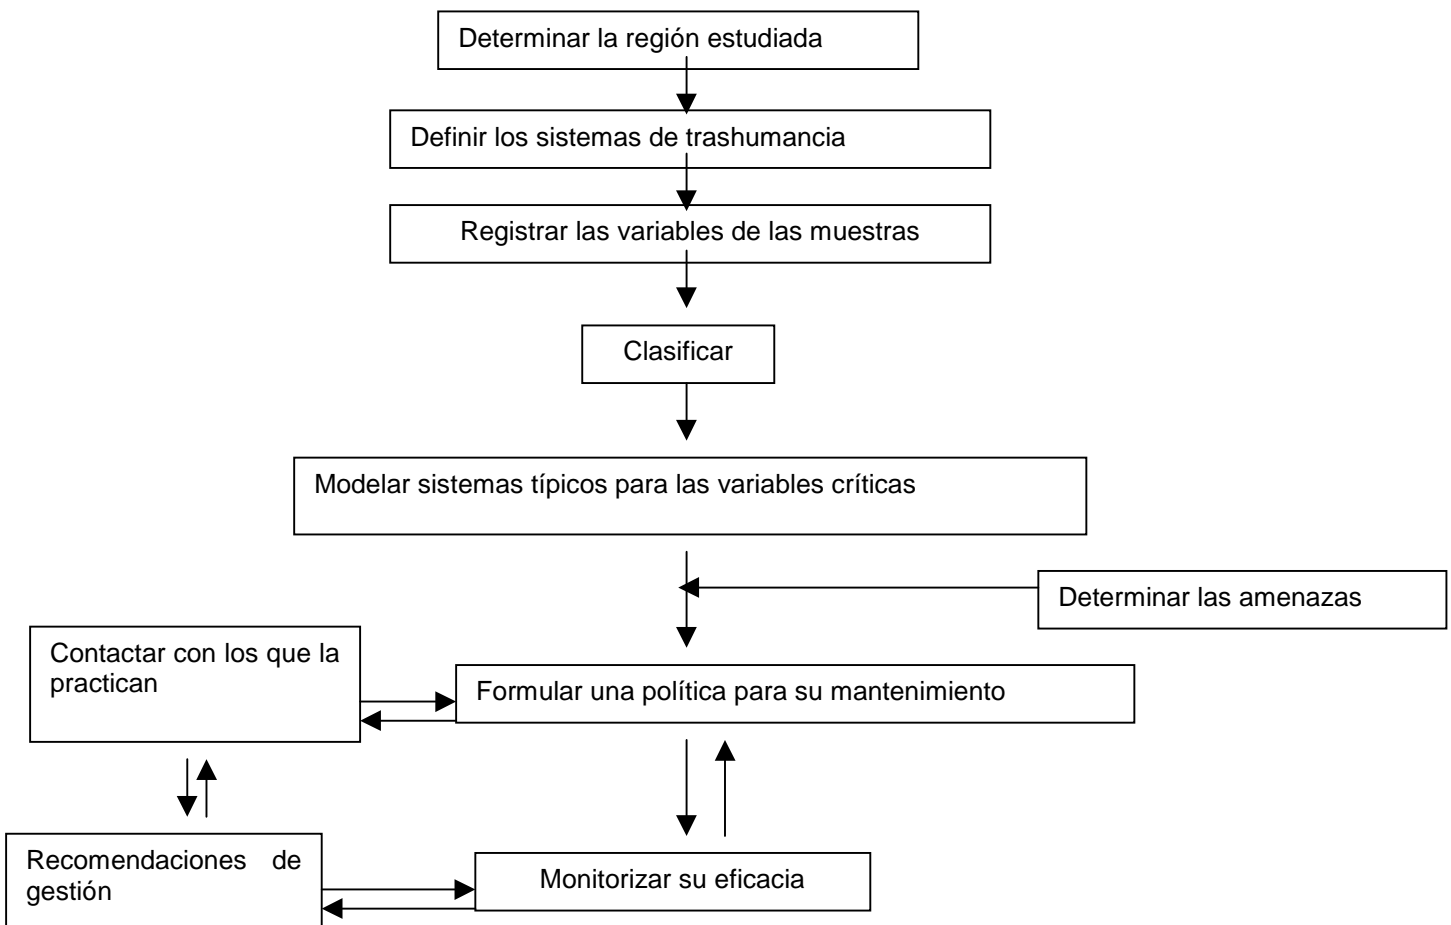 Determinar la región estudiada
Definir los sistemas de trashumancia
Registrar las variables de las muestras
Clasificar
Modelar sistemas típicos para las variables críticas
Determinar las amenazas
Contactar con los que la
practican
Formular una política para su mantenimiento
Recomendaciones de
gestión
Monitorizar su eficacia